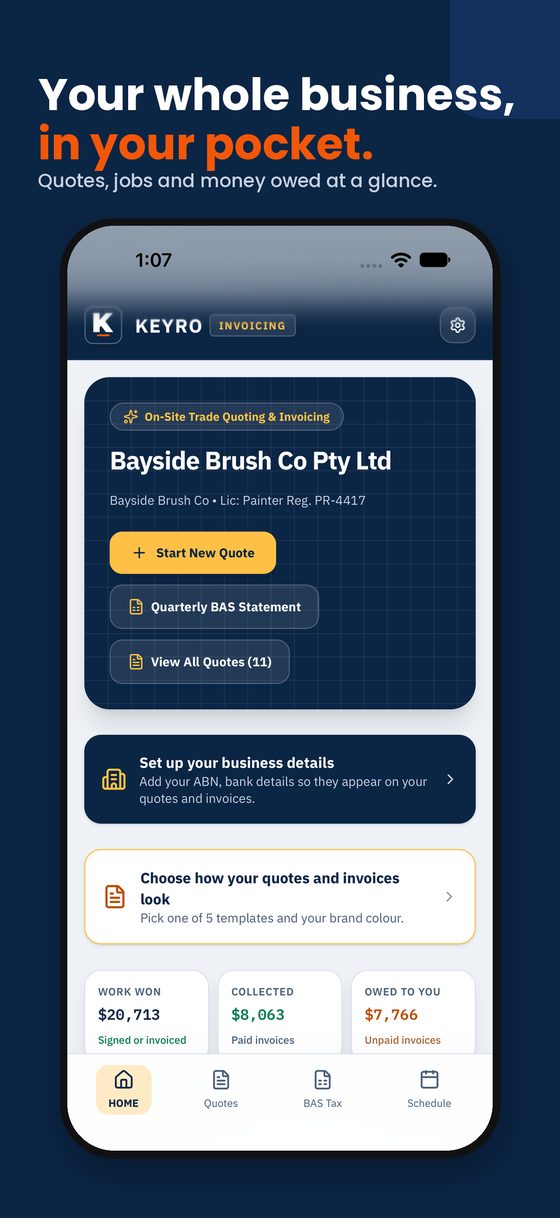 Your whole business,
in your pocket.
Quotes, jobs and money owed at a glance.
1:07
K
KEYRO
INVOICING
On-Site Trade Quoting & Invoicing
Bayside Brush Co Pty Ltd
Bayside Brush Co • Lic: Painter Reg. PR-4417
Start New Quote
Quarterly BAS Statement
View All Quotes (11)
Set up your business details
Add your ABN, bank details so they appear on your
quotes and invoices.
Choose how your quotes and invoices
look
Pick one of 5 templates and your brand colour.
WORK WON
$20,713
Signed or invoiced
COLLECTED
$8,063
Paid invoices
OWED TO YOU
$7,766
Unpaid invoices
HOME
Quotes
BAS Tax
Schedule